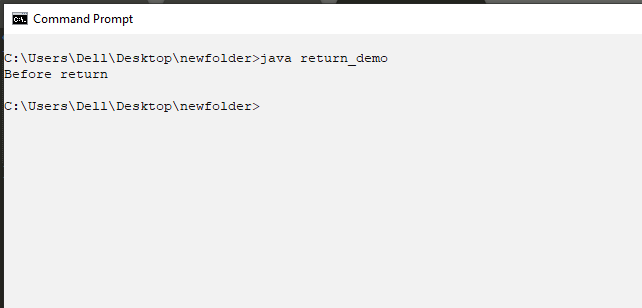 Command Prompt
C:\Users\Dell\Desktop\newfolder>java return_demo
Before return
C:\Users\Dell\Desktop\newfolder>